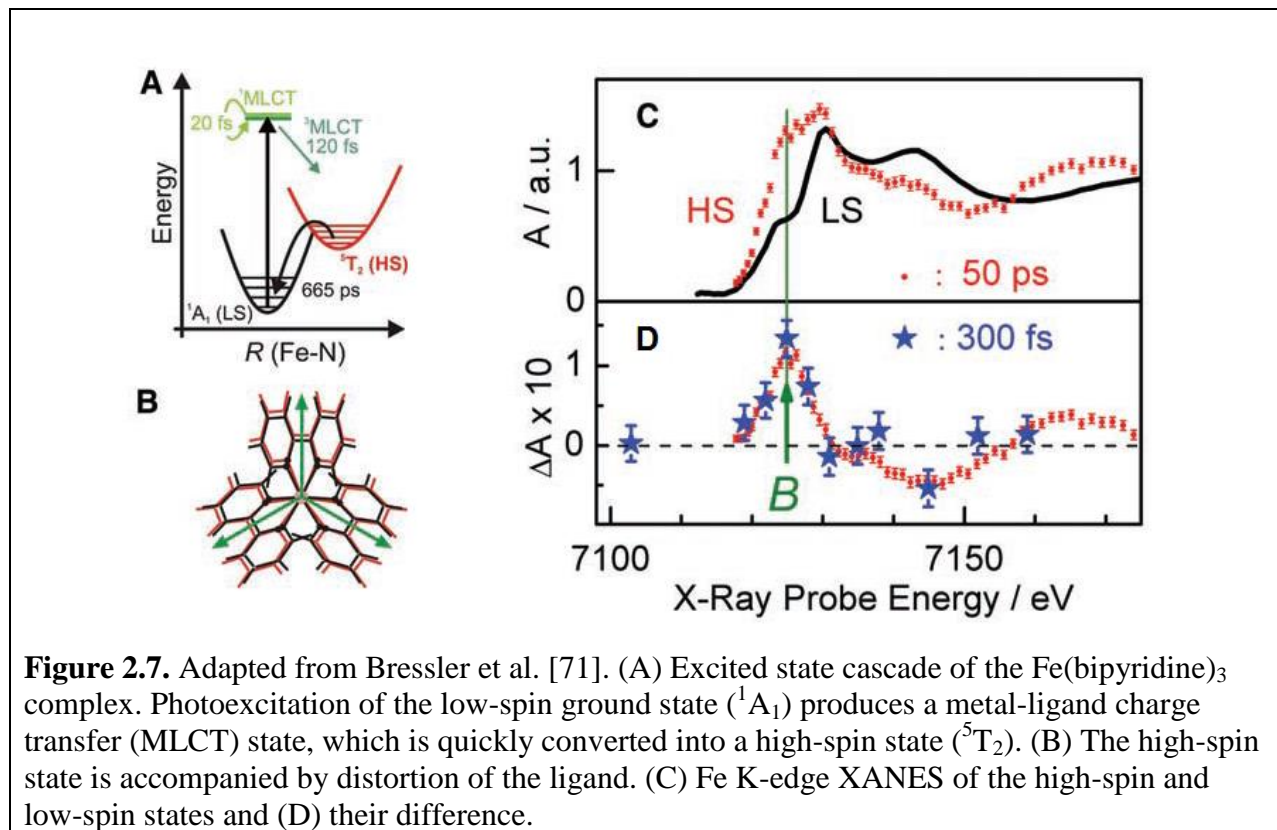 A
Energy
¹MLCT
20 fs
³MLCT
120 fs
⁵T₂ (HS)
665 ps
¹A₁ (LS)
R (Fe-N)
B
C
A / a.u.
1
0
HS
LS
: 50 ps
D
ΔA x 10
1
0
: 300 fs
B
7100
7150
X-Ray Probe Energy / eV
Figure 2.7. Adapted from Bressler et al. [71]. (A) Excited state cascade of the Fe(bipyridine)₃
complex. Photoexcitation of the low-spin ground state (¹A₁) produces a metal-ligand charge
transfer (MLCT) state, which is quickly converted into a high-spin state (⁵T₂). (B) The high-spin
state is accompanied by distortion of the ligand. (C) Fe K-edge XANES of the high-spin and
low-spin states and (D) their difference.